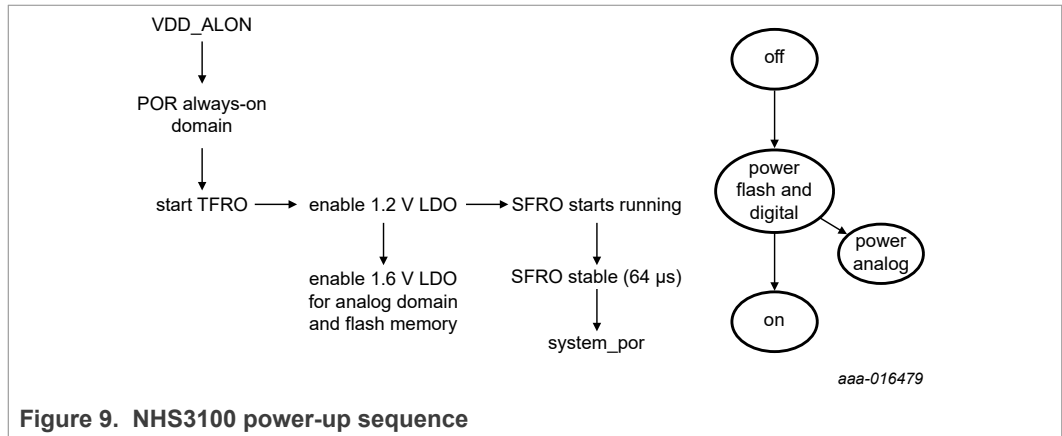 VDD_ALON
POR always-on
domain
start TFRO
enable 1.2 V LDO
SFRO starts running
enable 1.6 V LDO
for analog domain
and flash memory
SFRO stable (64 μs)
system_por
off
power
flash and
digital
power
analog
on
aaa-016479
Figure 9. NHS3100 power-up sequence